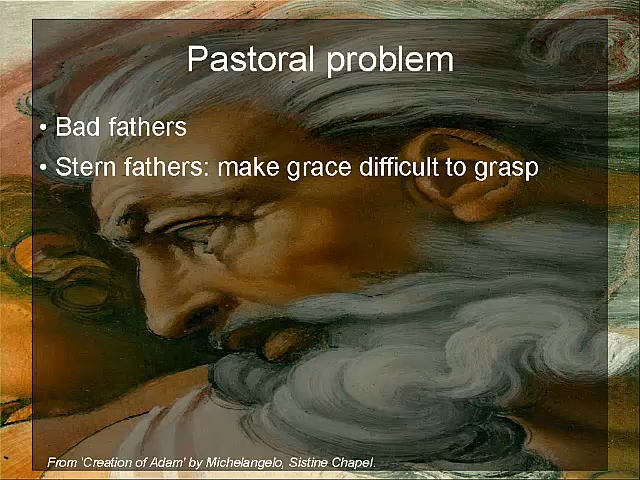 Pastoral problem
• Bad fathers
• Stern fathers: make grace difficult to grasp
From 'Creation of Adam' by Michelangelo, Sistine Chapel.